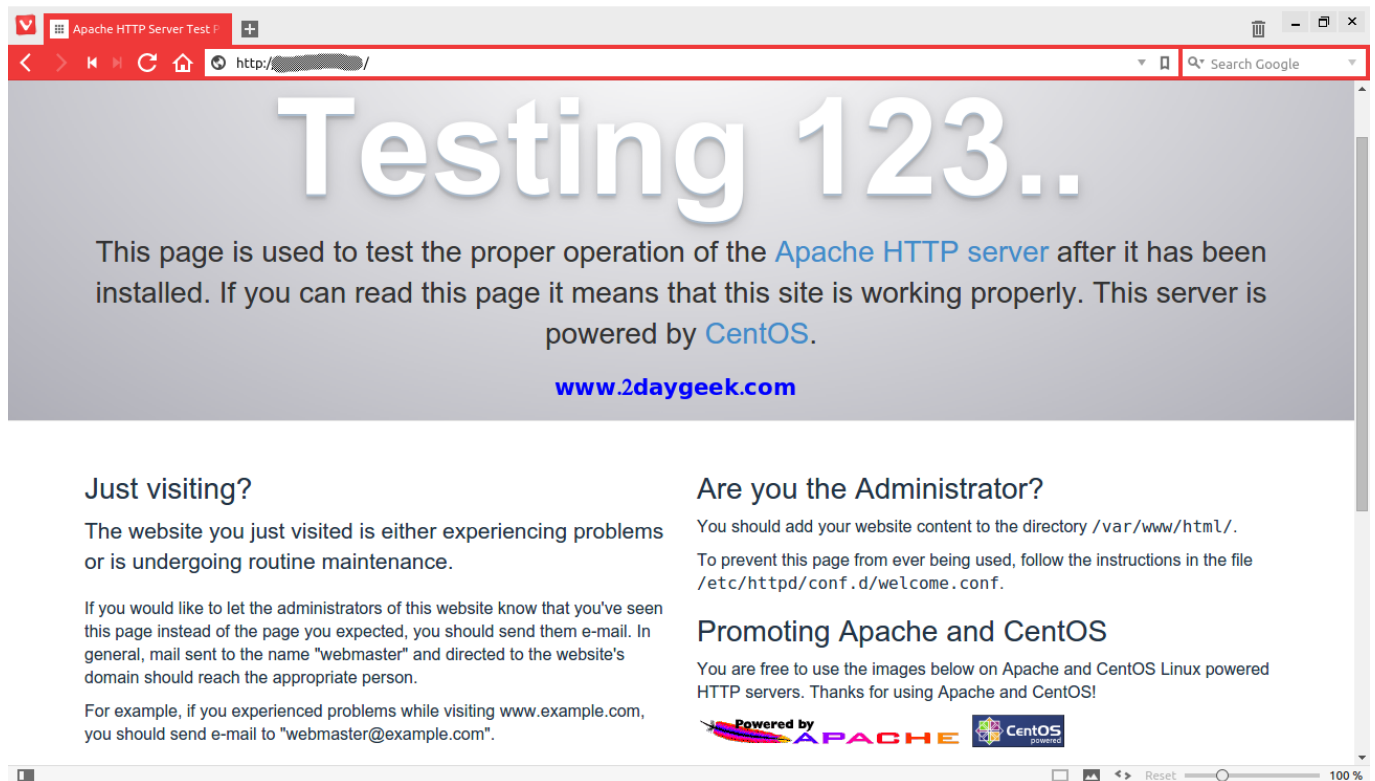 Apache HTTP Server Test P
http:/ /
Search Google
Testing 123..
This page is used to test the proper operation of the Apache HTTP server after it has been
installed. If you can read this page it means that this site is working properly. This server is
powered by CentOS.
www.2daygeek.com
Just visiting?
The website you just visited is either experiencing problems
or is undergoing routine maintenance.
If you would like to let the administrators of this website know that you've seen
this page instead of the page you expected, you should send them e-mail. In
general, mail sent to the name "webmaster" and directed to the website's
domain should reach the appropriate person.
For example, if you experienced problems while visiting www.example.com,
you should send e-mail to "webmaster@example.com".
Are you the Administrator?
You should add your website content to the directory /var/www/html/.
To prevent this page from ever being used, follow the instructions in the file
/etc/httpd/conf.d/welcome.conf.
Promoting Apache and CentOS
You are free to use the images below on Apache and CentOS Linux powered
HTTP servers. Thanks for using Apache and CentOS!
Powered by
APACHE
CentOS
powered
Reset
100 %